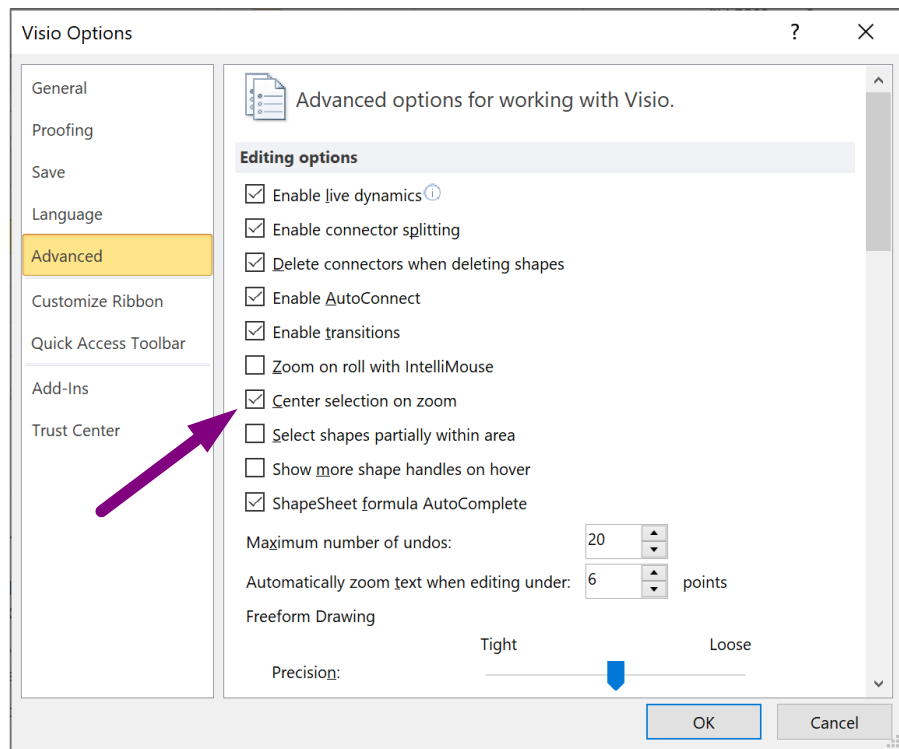 Visio Options
?
General
Proofing
Save
Language
Advanced
Customize Ribbon
Quick Access Toolbar
Add-Ins
Trust Center
Advanced options for working with Visio.
Editing options
Enable live dynamics
Enable connector splitting
Delete connectors when deleting shapes
Enable AutoConnect
Enable transitions
Zoom on roll with IntelliMouse
Center selection on zoom
Select shapes partially within area
Show more shape handles on hover
ShapeSheet formula AutoComplete
Maximum number of undos: 20
Automatically zoom text when editing under: 6 points
Freeform Drawing
Tight Loose
Precision:
OK Cancel